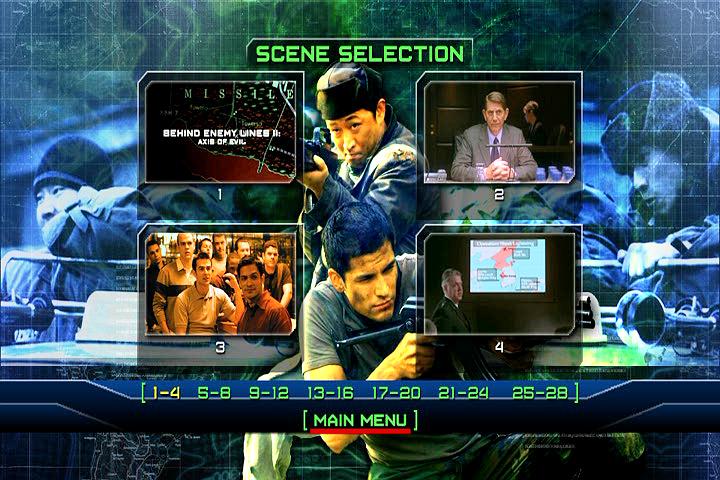 SCENE SELECTION
MISSILE
BEHIND ENEMY LINES II:
AXIS OF EVIL
1
2
3
4
[ 1-4 5-8 9-12 13-16 17-20 21-24 25-28 ]
[ MAIN MENU ]